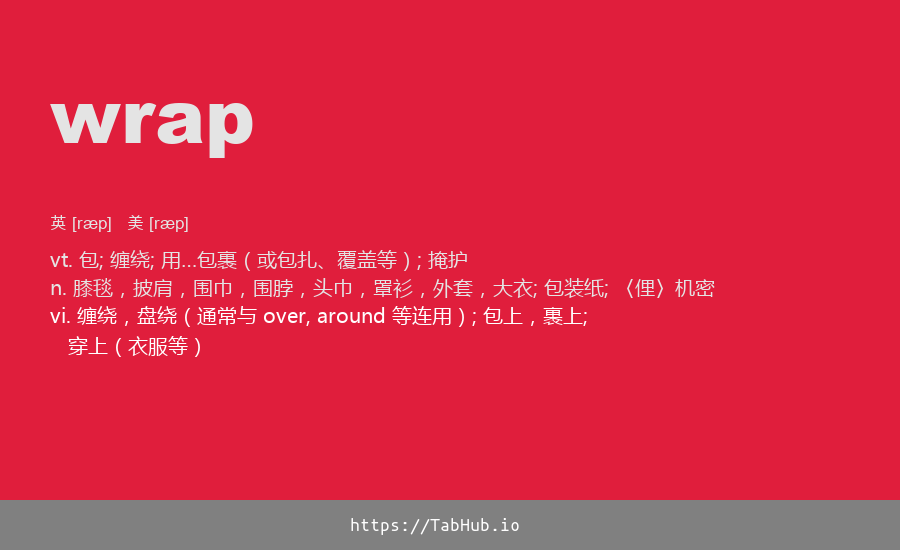 wrap
英 [ræp]   美 [ræp]
vt. 包; 缠绕; 用…包裹（或包扎、覆盖等）; 掩护
n. 膝毯，披肩，围巾，围脖，头巾，罩衫，外套，大衣; 包装纸; 〈俚〉机密
vi. 缠绕，盘绕（通常与 over, around 等连用）; 包上，裹上;
穿上（衣服等）
https://TabHub.io